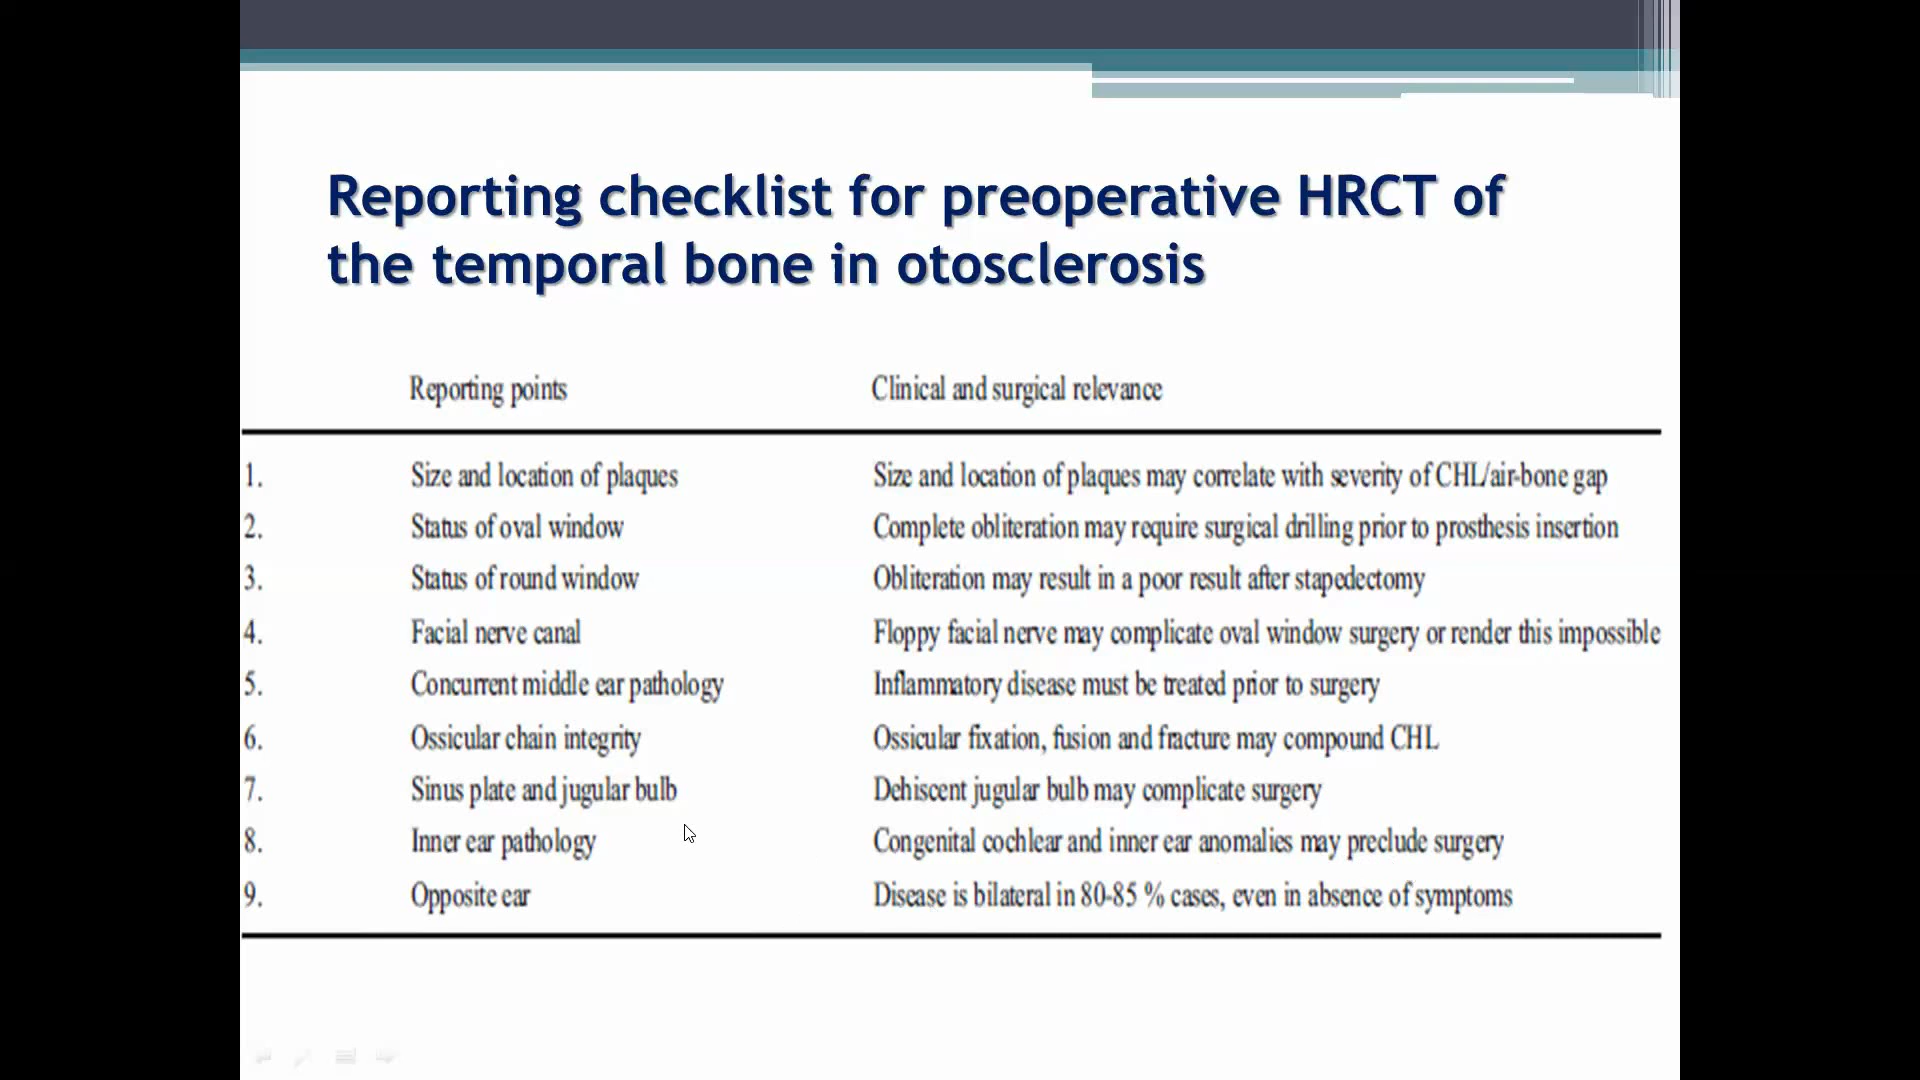 Reporting checklist for preoperative HRCT of
the temporal bone in otosclerosis
Reporting points Clinical and surgical relevance
1. Size and location of plaques Size and location of plaques may correlate with severity of CHL/air-bone gap
2. Status of oval window Complete obliteration may require surgical drilling prior to prosthesis insertion
3. Status of round window Obliteration may result in a poor result after stapedectomy
4. Facial nerve canal Floppy facial nerve may complicate oval window surgery or render this impossible
5. Concurrent middle ear pathology Inflammatory disease must be treated prior to surgery
6. Ossicular chain integrity Ossicular fixation, fusion and fracture may compound CHL
7. Sinus plate and jugular bulb Dehiscent jugular bulb may complicate surgery
8. Inner ear pathology Congenital cochlear and inner ear anomalies may preclude surgery
9. Opposite ear Disease is bilateral in 80-85 % cases, even in absence of symptoms